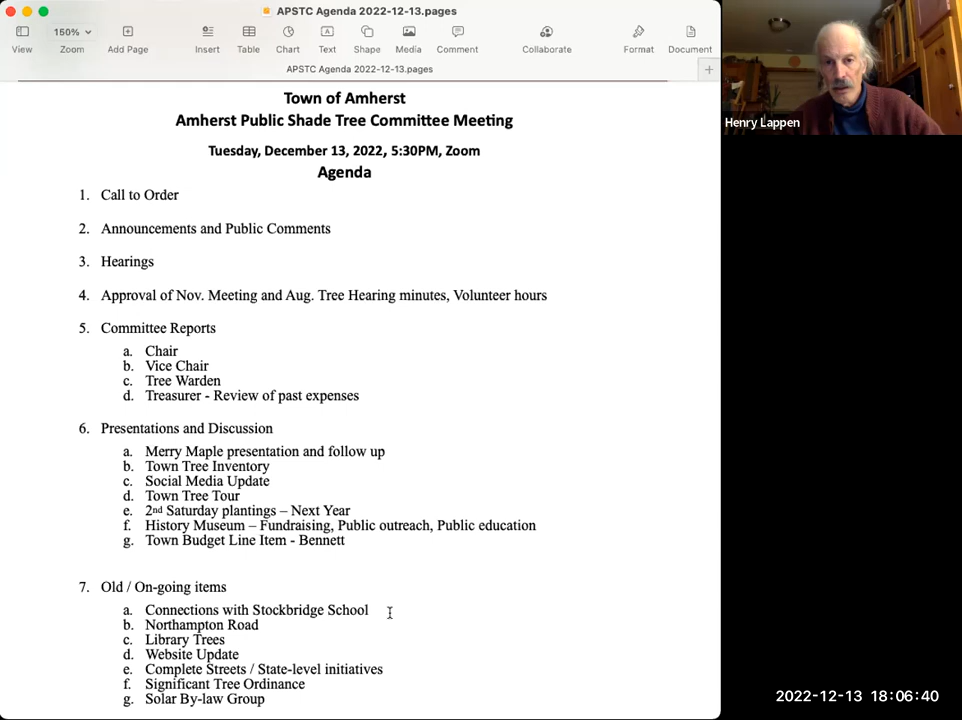 APSTC Agenda 2022-12-13.pages
150%
View Zoom Add Page Insert Table Chart Text Shape Media Comment Collaborate Format Document
APSTC Agenda 2022-12-13.pages
Town of Amherst
Amherst Public Shade Tree Committee Meeting
Tuesday, December 13, 2022, 5:30PM, Zoom
Agenda
1. Call to Order
2. Announcements and Public Comments
3. Hearings
4. Approval of Nov. Meeting and Aug. Tree Hearing minutes, Volunteer hours
5. Committee Reports
a. Chair
b. Vice Chair
c. Tree Warden
d. Treasurer - Review of past expenses
6. Presentations and Discussion
a. Merry Maple presentation and follow up
b. Town Tree Inventory
c. Social Media Update
d. Town Tree Tour
e. 2nd Saturday plantings – Next Year
f. History Museum – Fundraising, Public outreach, Public education
g. Town Budget Line Item - Bennett
7. Old / On-going items
a. Connections with Stockbridge School
b. Northampton Road
c. Library Trees
d. Website Update
e. Complete Streets / State-level initiatives
f. Significant Tree Ordinance
g. Solar By-law Group
Henry Lappen
2022-12-13 18:06:40